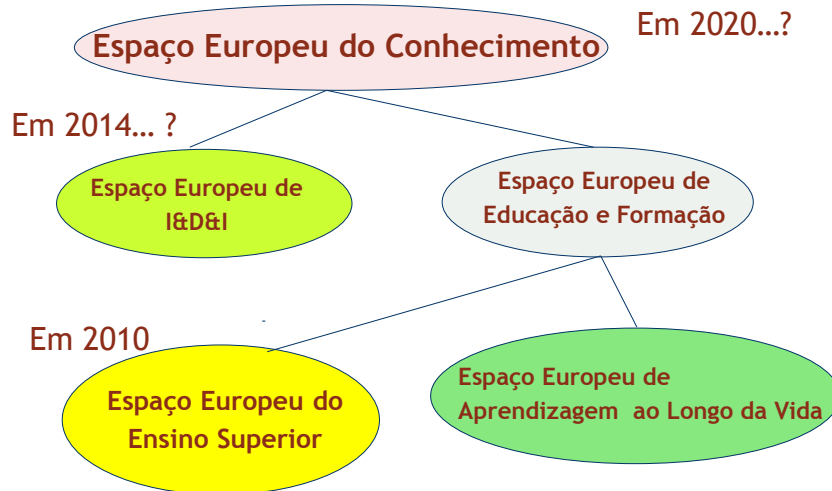 Espaço Europeu do Conhecimento
Em 2020...?
Em 2014... ?
Espaço Europeu de
I&D&I
Espaço Europeu de
Educação e Formação
-
Em 2010
Espaço Europeu do
Ensino Superior
Espaço Europeu de
Aprendizagem ao Longo da Vida